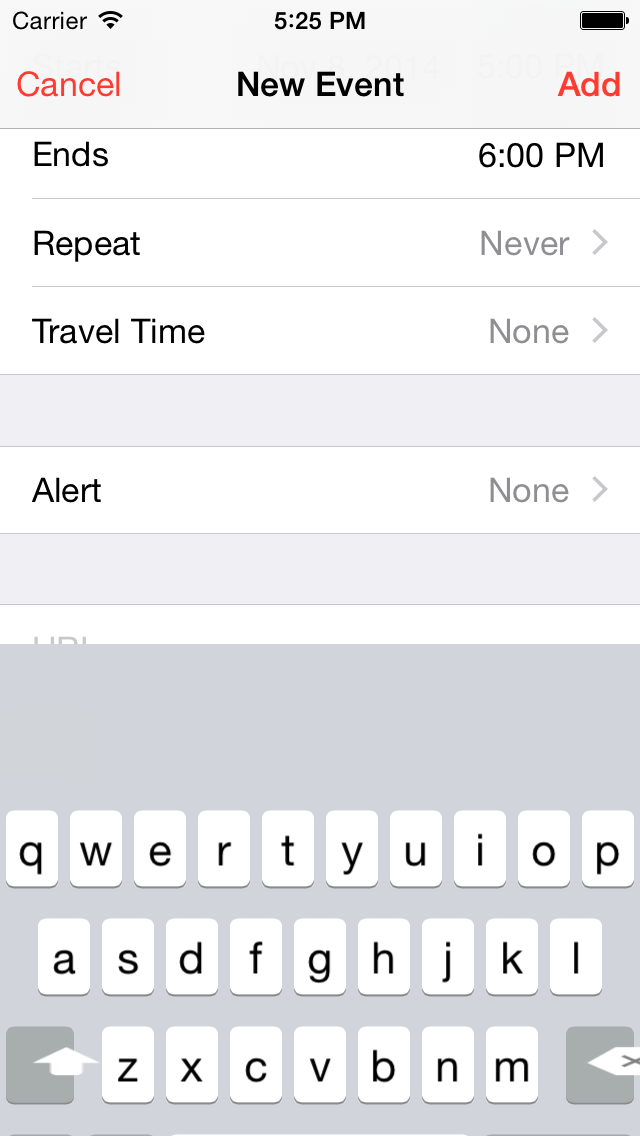 Carrier 5:25 PM
Starts Nov 8, 2014 5:00 PM
Cancel New Event Add
Ends 6:00 PM
Repeat Never
Travel Time None
Alert None
URL
q w e r t y u i o p
a s d f g h j k l
z x c v b n m